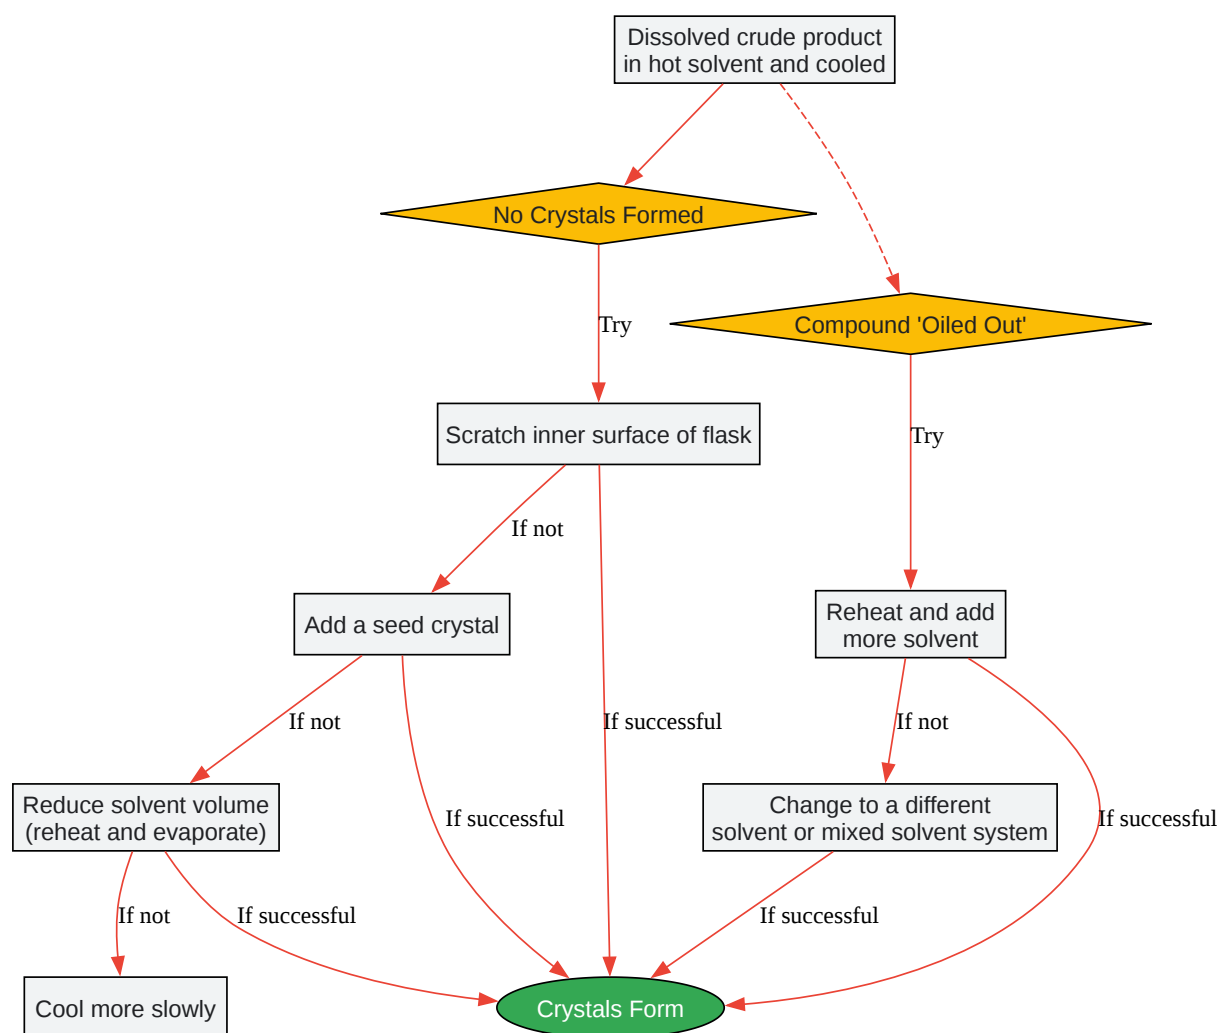 Dissolved crude product
in hot solvent and cooled
No Crystals Formed
Compound 'Oiled Out'
Try
Try
Scratch inner surface of flask
If not
Add a seed crystal
Reheat and add
more solvent
If not
If successful
If not
Reduce solvent volume
(reheat and evaporate)
If successful
Change to a different
solvent or mixed solvent system
If successful
If not
If successful
If successful
Cool more slowly
Crystals Form